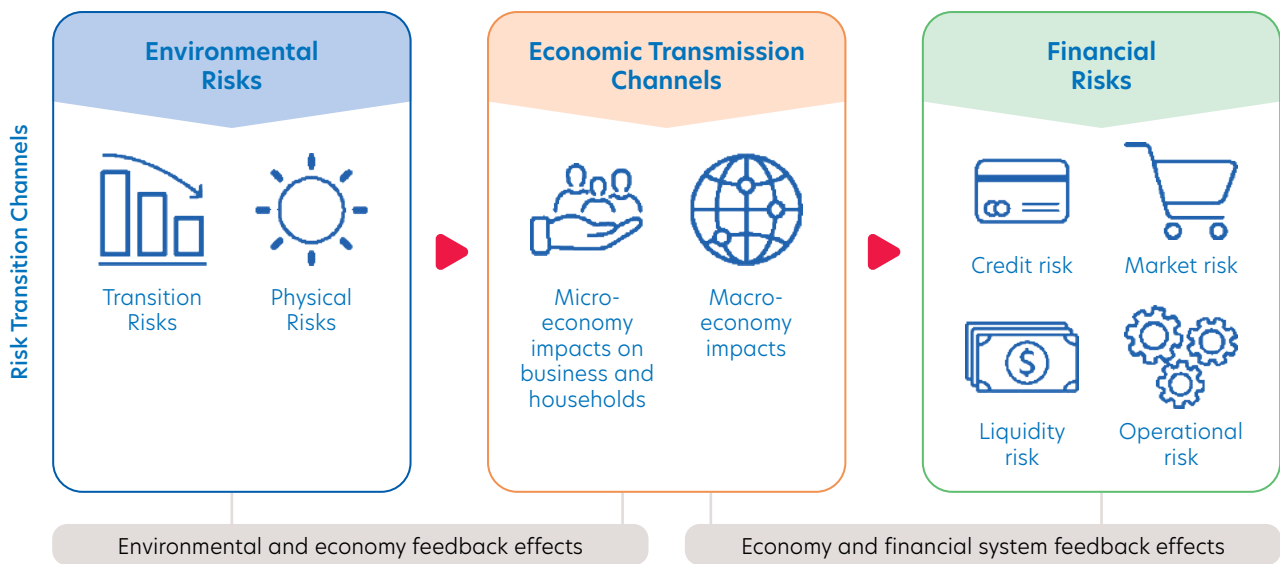 Risk Transition Channels
Environmental
Risks
Transition
Risks
Physical
Risks
Economic Transmission
Channels
Micro-
economy
impacts on
business and
households
Macro-
economy
impacts
Financial
Risks
Credit risk
Market risk
$
Liquidity
risk
Operational
risk
Environmental and economy feedback effects
Economy and financial system feedback effects